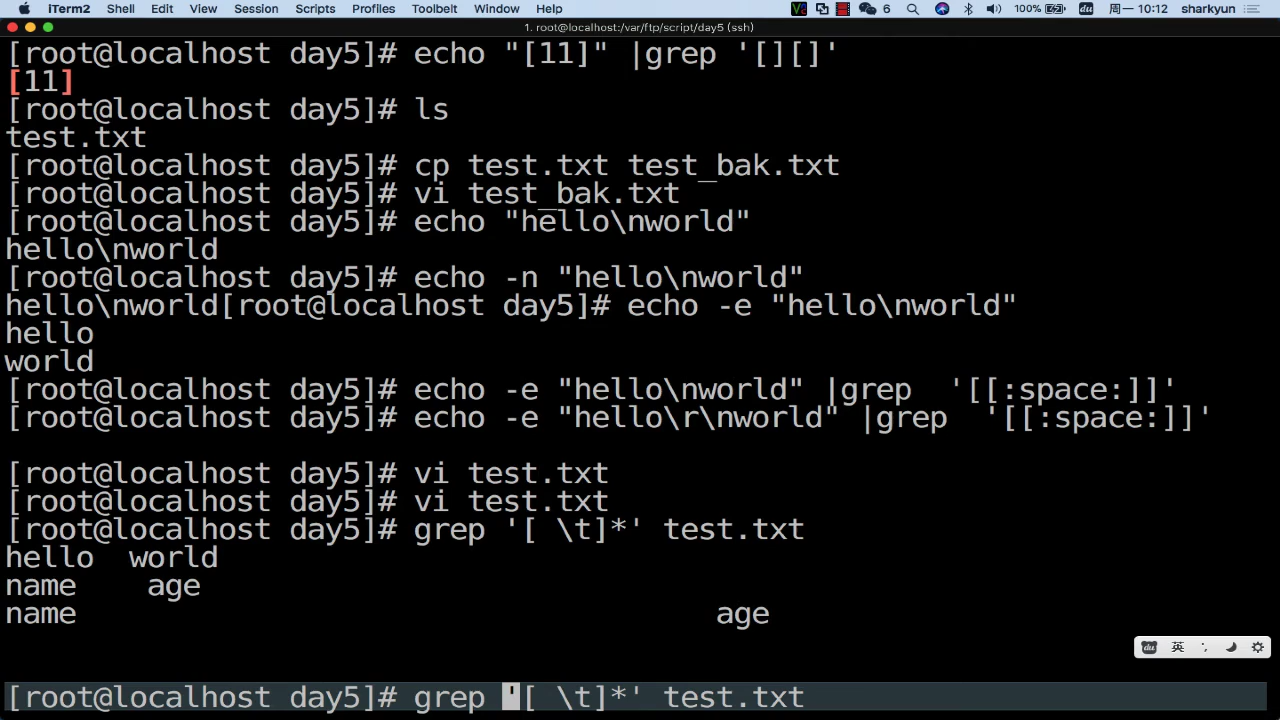 iTerm2 Shell Edit View Session Scripts Profiles Toolbelt Window Help 6 100% du 周一 10:12 sharkyun
1. root@localhost:/var/ftp/script/day5 (ssh)
[root@localhost day5]# echo "[11]" |grep '[][]'
[11]
[root@localhost day5]# ls
test.txt
[root@localhost day5]# cp test.txt test_bak.txt
[root@localhost day5]# vi test_bak.txt
[root@localhost day5]# echo "hello\nworld"
hello\nworld
[root@localhost day5]# echo -n "hello\nworld"
hello\nworld[root@localhost day5]# echo -e "hello\nworld"
hello
world
[root@localhost day5]# echo -e "hello\nworld" |grep  '[[:space:]]'
[root@localhost day5]# echo -e "hello\r\nworld" |grep  '[[:space:]]'
[root@localhost day5]# vi test.txt
[root@localhost day5]# vi test.txt
[root@localhost day5]# grep '[ \t]*' test.txt
hello  world
name    age
name                                    age
du 英
[root@localhost day5]# grep '[ \t]*' test.txt